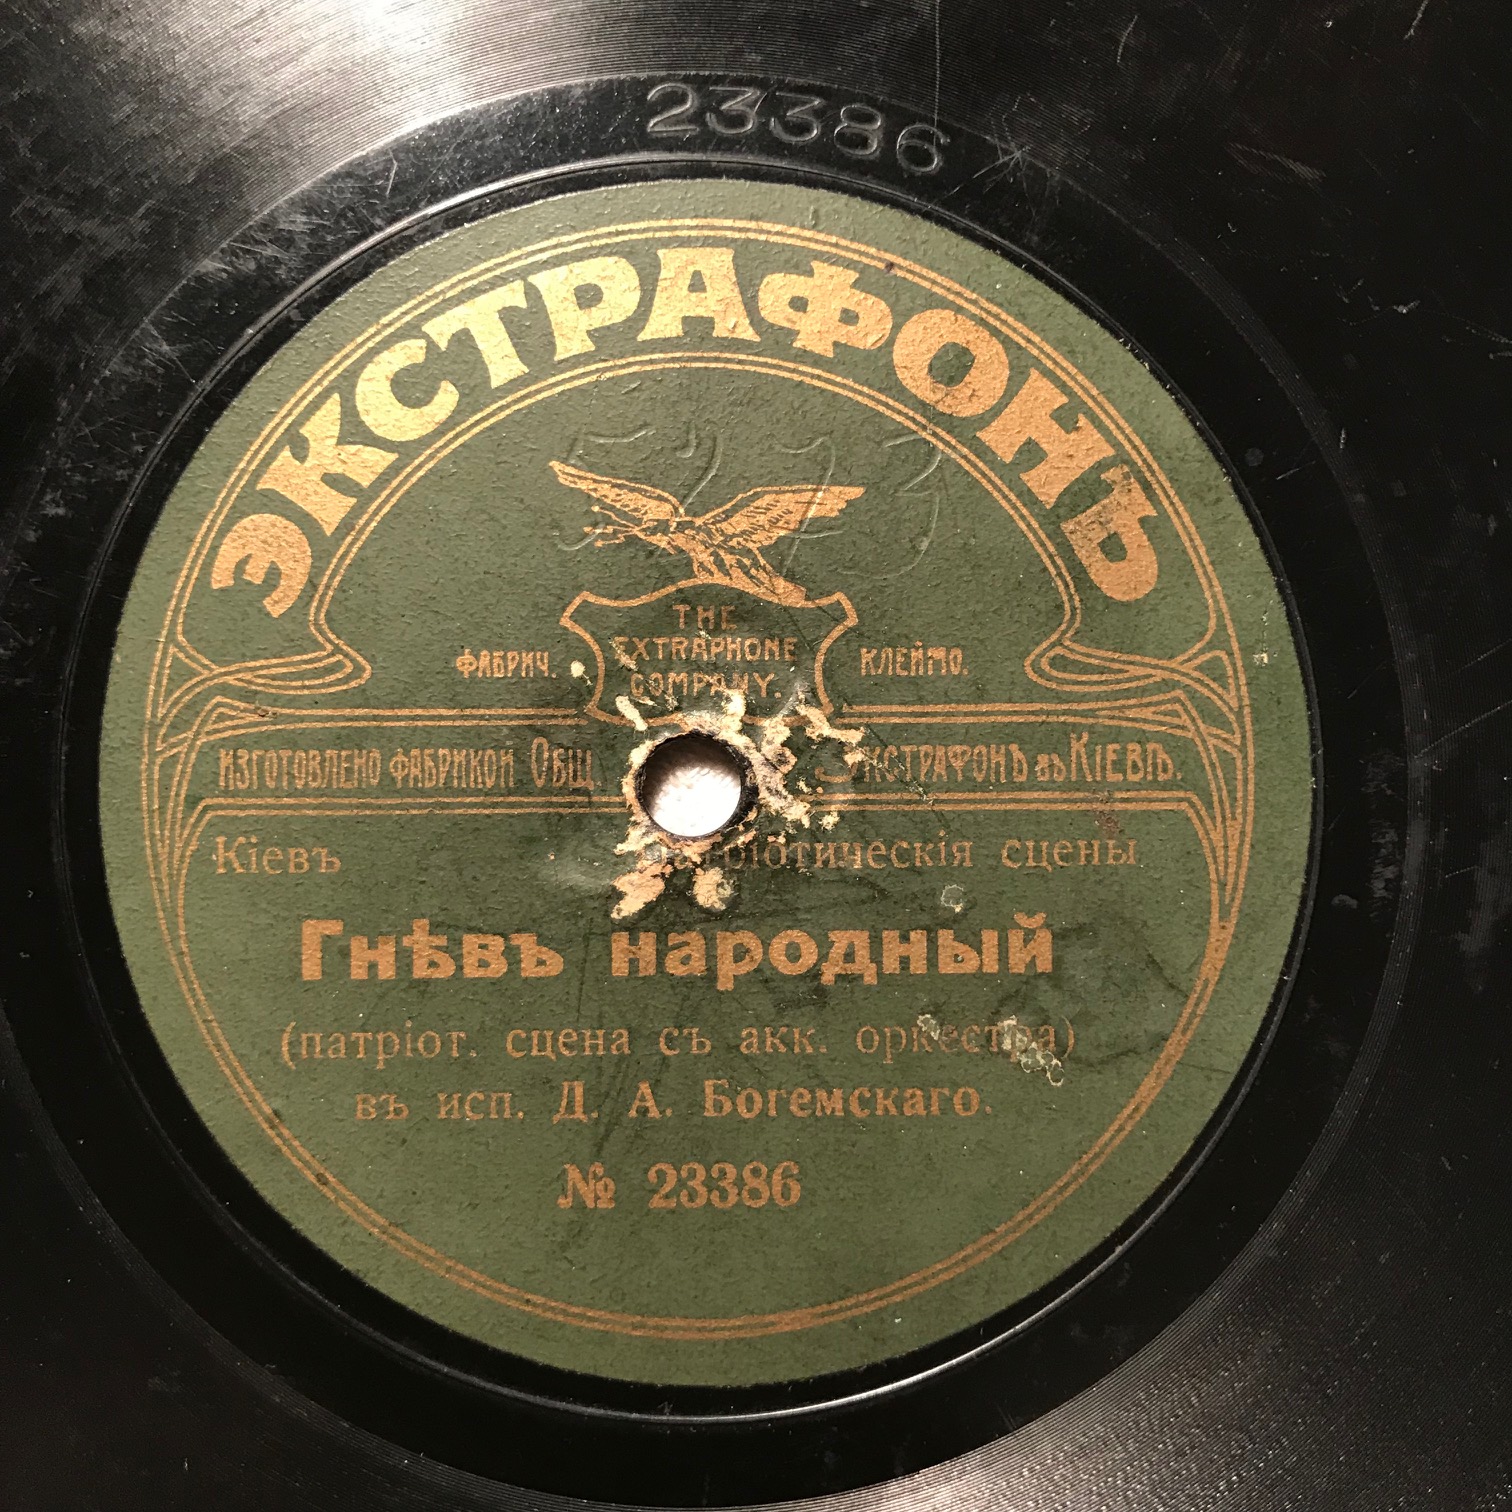 23386
ЭКСТРАФОНЪ
THE
EXTRAPHONE
COMPANY.
ФАБРИЧ. КЛЕЙМО.
ИЗГОТОВЛЕНО ФАБРИКОЙ ОБЩ. ЭКСТРАФОНЪ въ КІЕВѢ.
Кіевъ патріотическія сцены
Гнѣвъ народный
(патріот. сцена съ акк. оркестра)
въ исп. Д. А. Богемскаго.
№ 23386